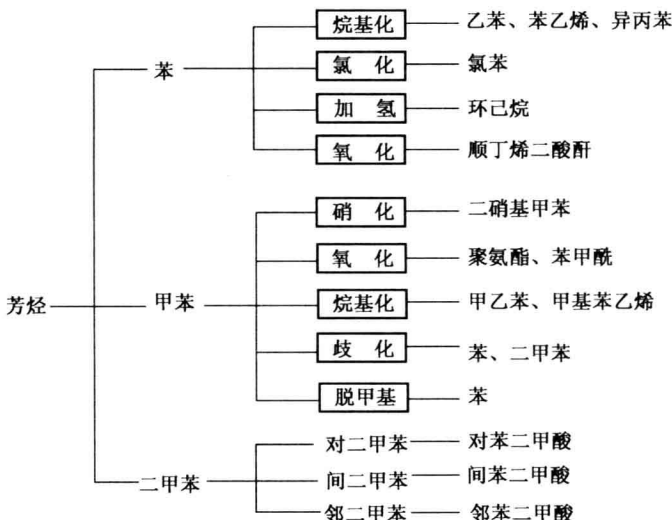 芳烃
苯
烷基化 乙苯、苯乙烯、异丙苯
氯 化 氯苯
加 氢 环己烷
氧 化 顺丁烯二酸酐
甲苯
硝 化 二硝基甲苯
氧 化 聚氨酯、苯甲酰
烷基化 甲乙苯、甲基苯乙烯
歧 化 苯、二甲苯
脱甲基 苯
二甲苯
对二甲苯 对苯二甲酸
间二甲苯 间苯二甲酸
邻二甲苯 邻苯二甲酸